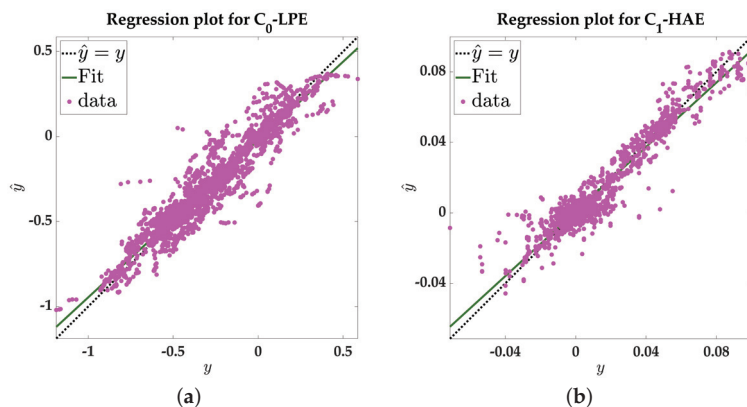 Regression plot for C₀-LPE
0.5
0
-0.5
-1
ŷ
ŷ = y
Fit
data
-1 -0.5 0 0.5
y
(a)
Regression plot for C₁-HAE
0.08
0.04
0
-0.04
ŷ
ŷ = y
Fit
data
-0.04 0 0.04 0.08
y
(b)